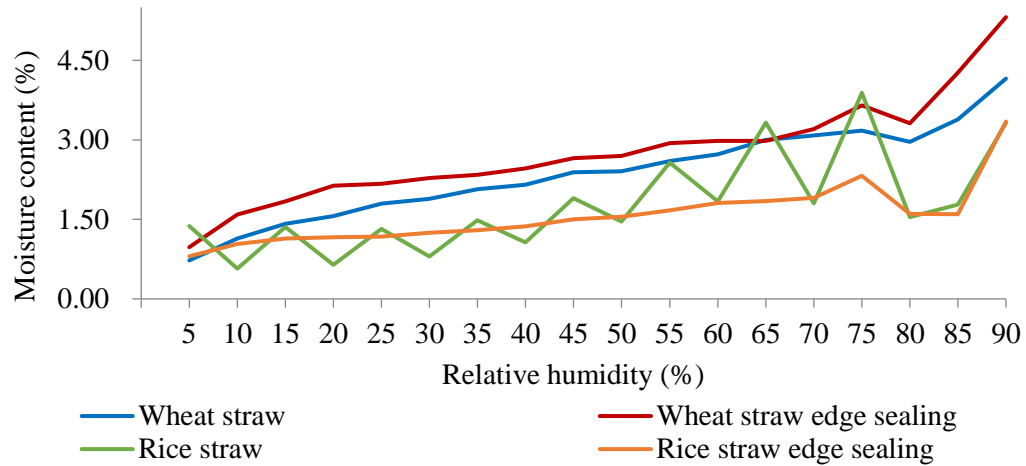 Moisture content (%)
4.50
3.00
1.50
0.00
5 10 15 20 25 30 35 40 45 50 55 60 65 70 75 80 85 90
Relative humidity (%)
Wheat straw
Wheat straw edge sealing
Rice straw
Rice straw edge sealing